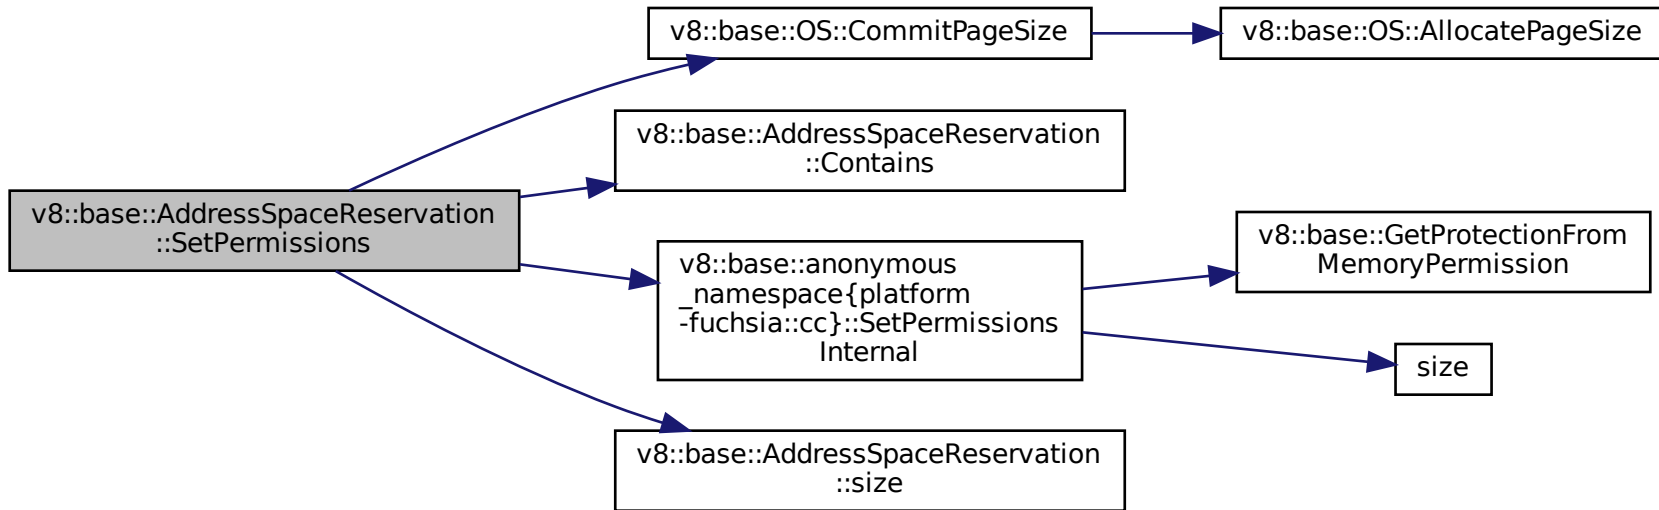 v8::base::OS::CommitPageSize
v8::base::OS::AllocatePageSize
v8::base::AddressSpaceReservation
::Contains
v8::base::AddressSpaceReservation
::SetPermissions
v8::base::anonymous
_namespace{platform
-fuchsia::cc}::SetPermissions
Internal
v8::base::GetProtectionFrom
MemoryPermission
size
v8::base::AddressSpaceReservation
::size